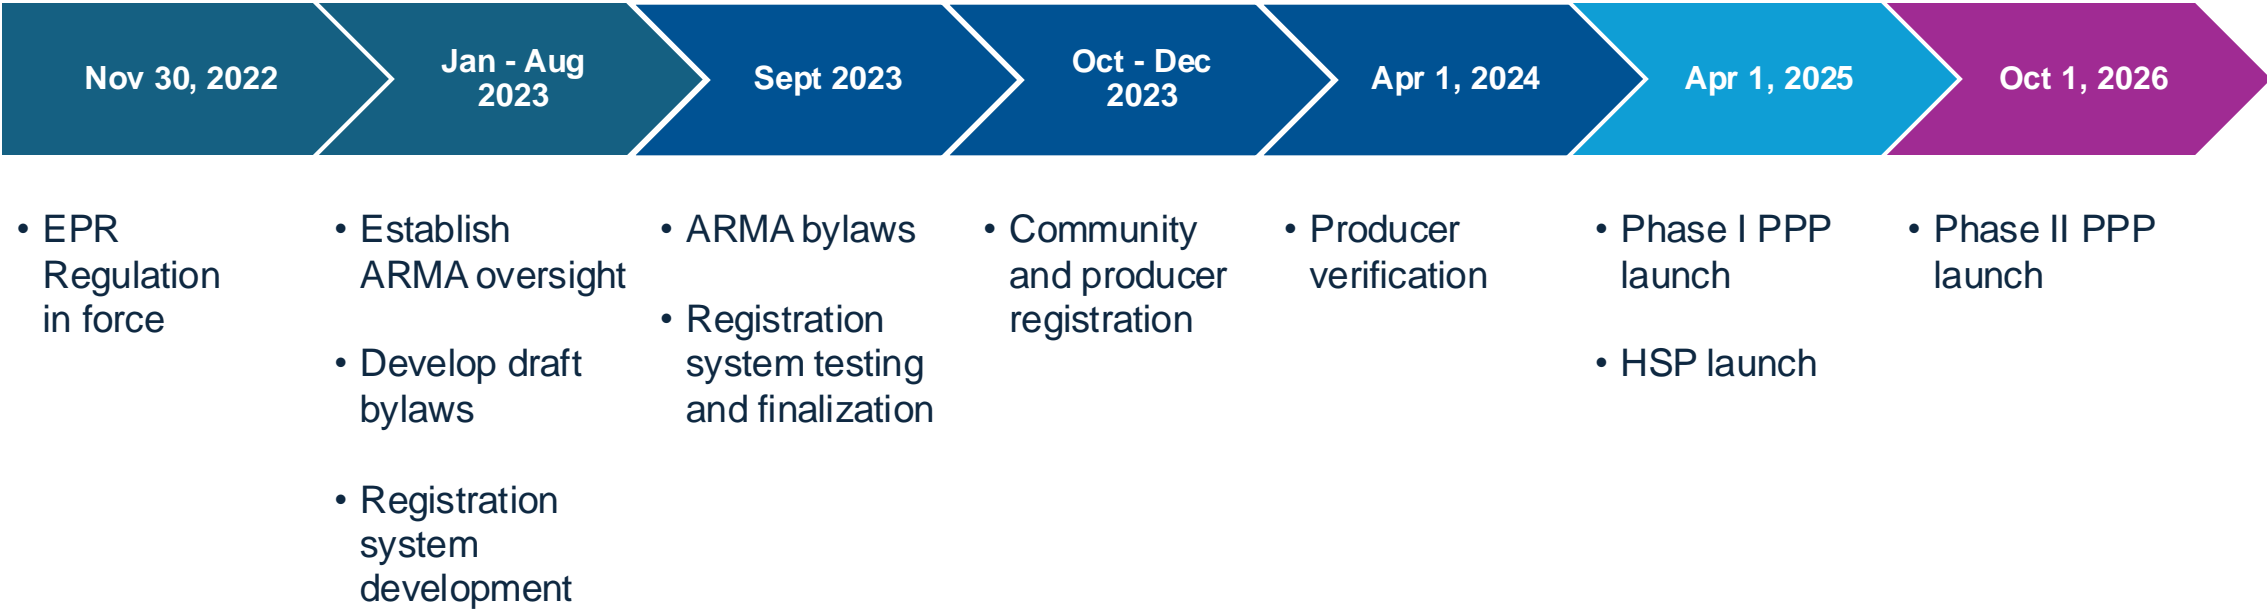 Nov 30, 2022
Jan - Aug
2023
Sept 2023
Oct - Dec
2023
Apr 1, 2024
Apr 1, 2025
Oct 1, 2026
• EPR
Regulation
in force
• Establish
ARMA oversight
• Develop draft
bylaws
• Registration
system
development
• ARMA bylaws
• Registration
system testing
and finalization
• Community
and producer
registration
• Producer
verification
• Phase I PPP
launch
• HSP launch
• Phase II PPP
launch